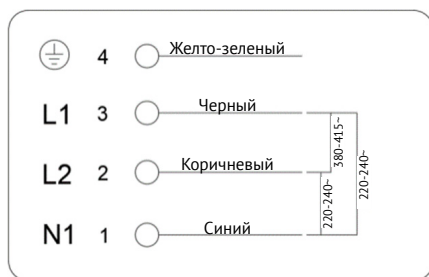 4 Желто-зеленый
L1 3 Черный
L2 2 Коричневый
N1 1 Синий
380-415~
220-240~
220-240~